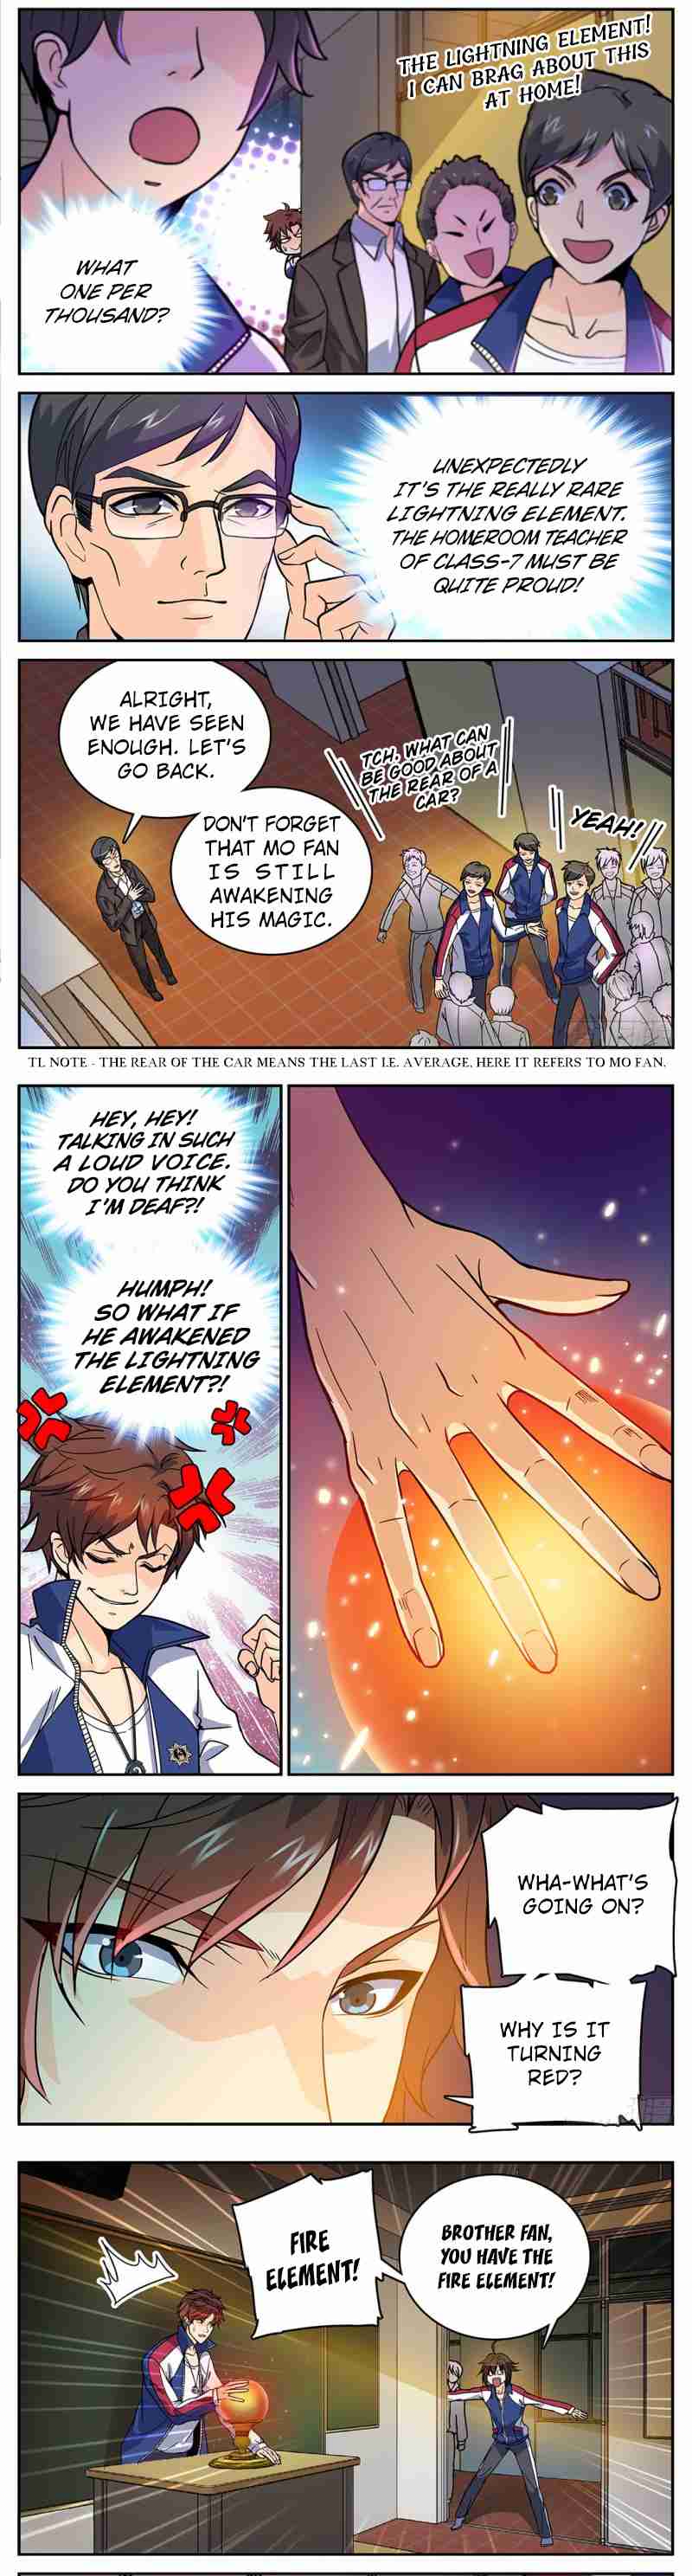 THE LIGHTNING ELEMENT!
I CAN BRAG ABOUT THIS
AT HOME!
WHAT
ONE PER
THOUSAND?
UNEXPECTEDLY
IT'S THE REALLY RARE
LIGHTNING ELEMENT.
THE HOMEROOM TEACHER
OF CLASS-7 MUST BE
QUITE PROUD!
ALRIGHT,
WE HAVE SEEN
ENOUGH. LET'S
GO BACK.
DON'T FORGET
THAT MO FAN
IS STILL
AWAKENING
HIS MAGIC.
TCH. WHAT CAN
BE GOOD ABOUT
THE REAR OF A
CAR?
YEAH!
TL NOTE - THE REAR OF THE CAR MEANS THE LAST I.E. AVERAGE. HERE IT REFERS TO MO FAN.
HEY, HEY!
TALKING IN SUCH
A LOUD VOICE.
DO YOU THINK
I'M DEAF?!
HUMPH!
SO WHAT IF
HE AWAKENED
THE LIGHTNING
ELEMENT?!
WHA-WHAT'S
GOING ON?
WHY IS IT
TURNING
RED?
FIRE
ELEMENT!
BROTHER FAN,
YOU HAVE THE
FIRE ELEMENT!